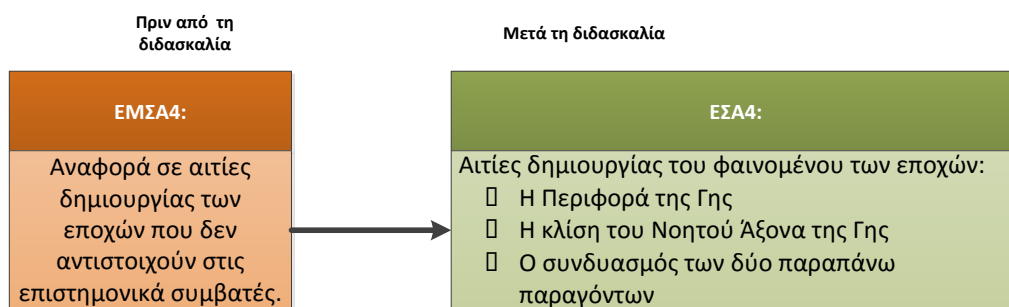 Πριν από τη
διδασκαλία
Μετά τη διδασκαλία
ΕΜΣΑ4:
Αναφορά σε αιτίες
δημιουργίας των
εποχών που δεν
αντιστοιχούν στις
επιστημονικά συμβατές.
ΕΣΑ4:
Αιτίες δημιουργίας του φαινομένου των εποχών:
Η Περιφορά της Γης
Η κλίση του Νοητού Άξονα της Γης
Ο συνδυασμός των δύο παραπάνω
παραγόντων